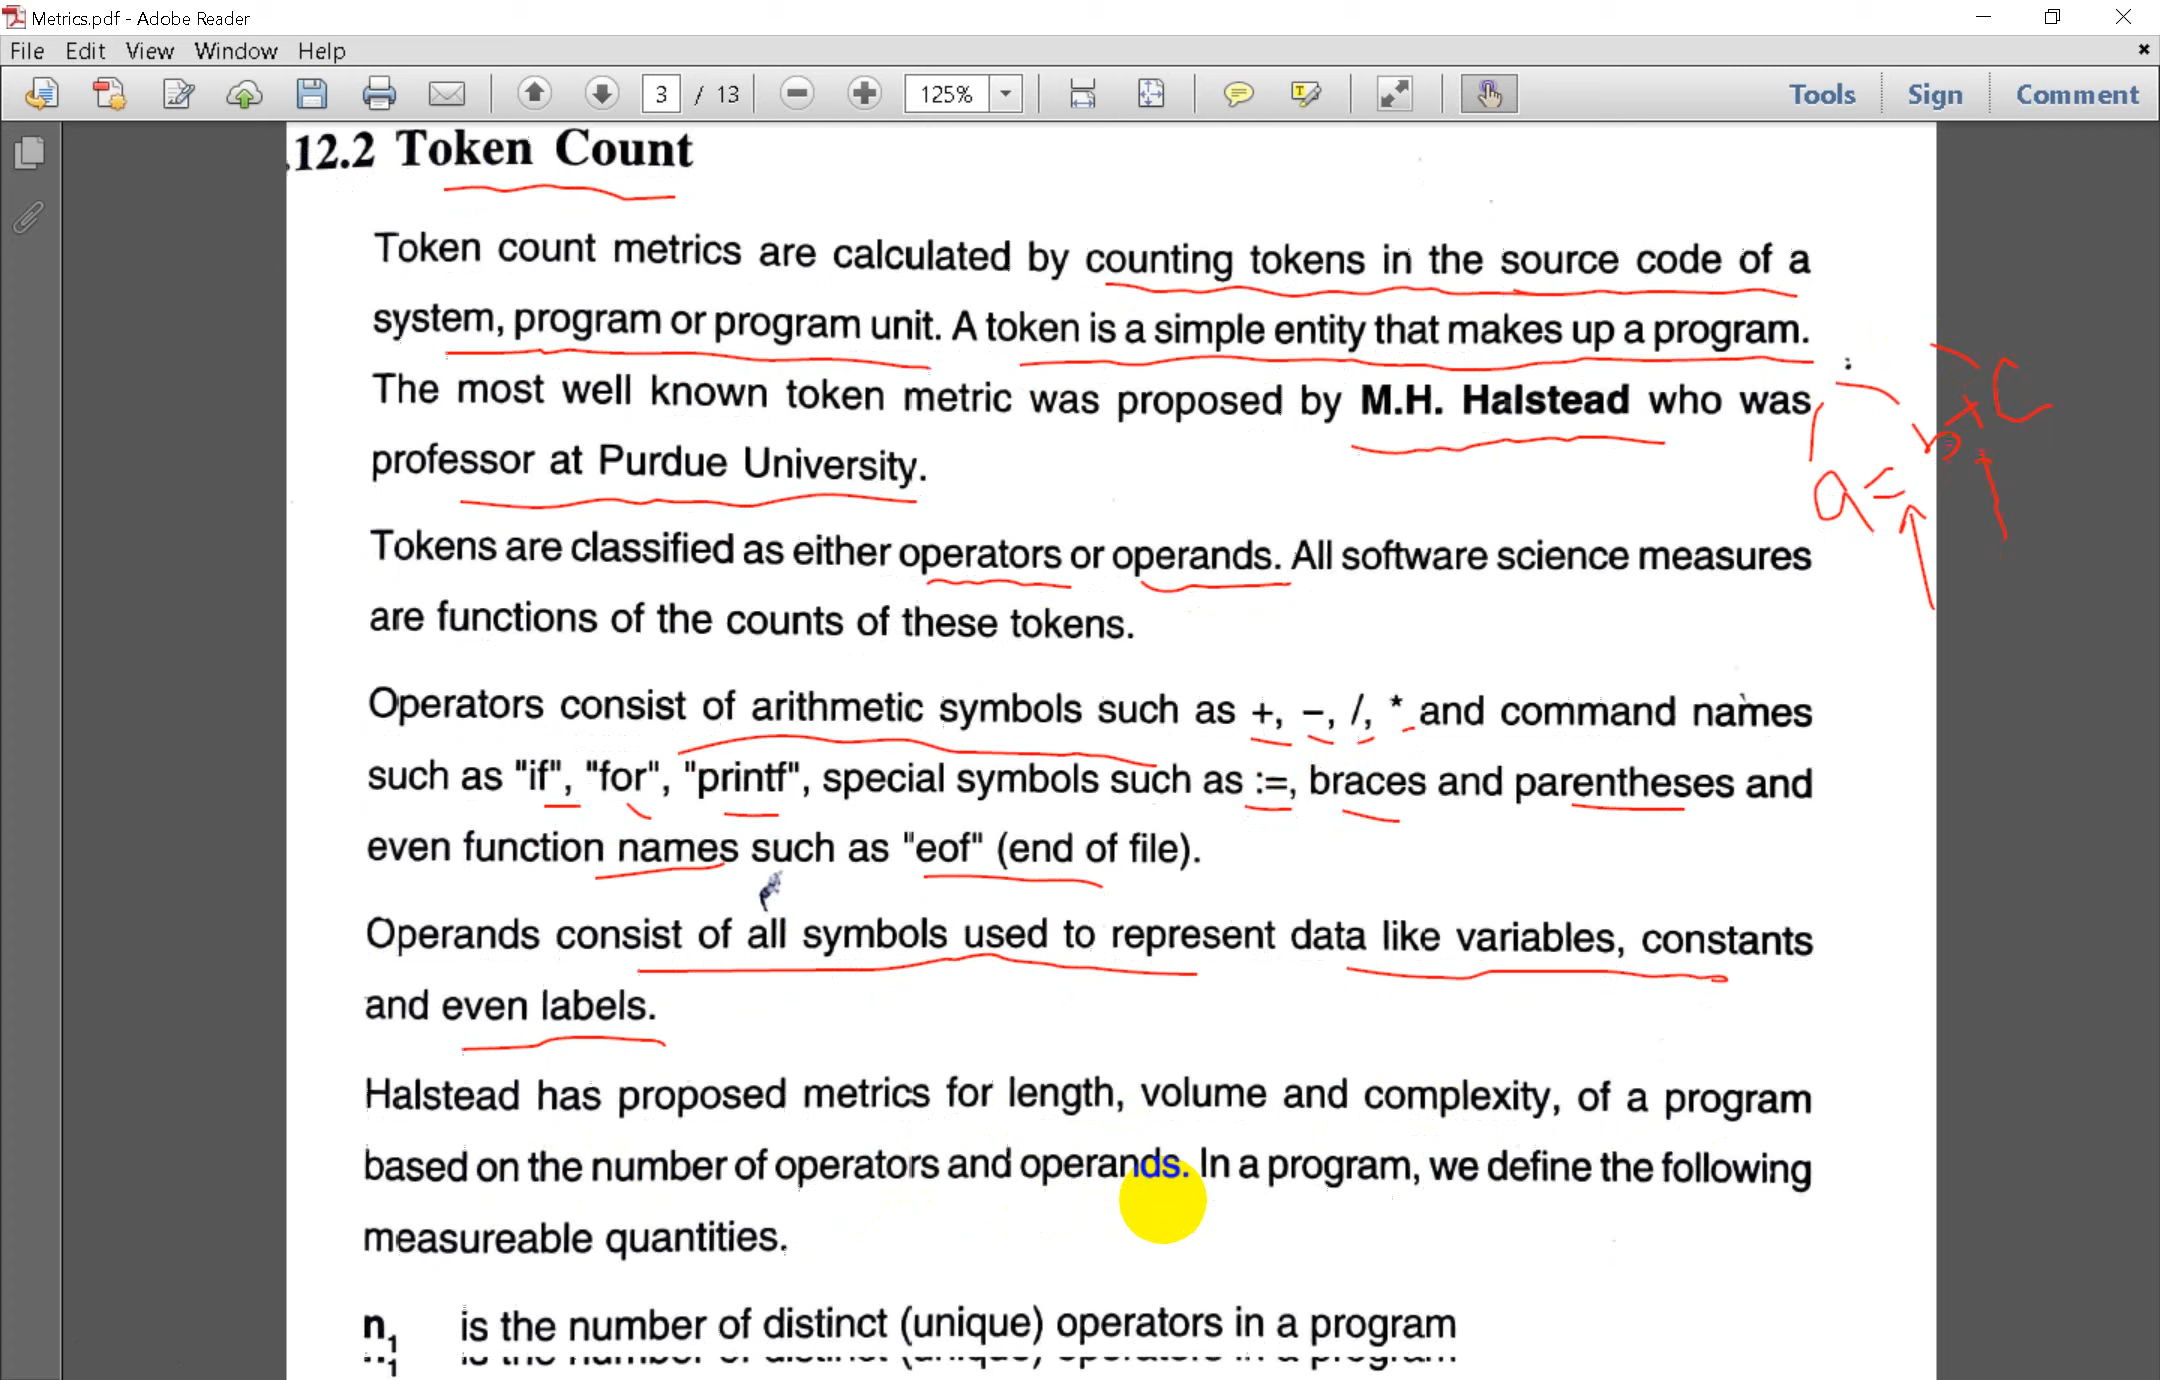 Metrics.pdf - Adobe Reader
File Edit View Window Help
3 / 13 125% Tools Sign Comment
.12.2 Token Count
Token count metrics are calculated by counting tokens in the source code of a
system, program or program unit. A token is a simple entity that makes up a program.
The most well known token metric was proposed by M.H. Halstead who was
professor at Purdue University.
a=b+c
Tokens are classified as either operators or operands. All software science measures
are functions of the counts of these tokens.
Operators consist of arithmetic symbols such as +, –, /, * and command names
such as "if", "for", "printf", special symbols such as :=, braces and parentheses and
even function names such as "eof" (end of file).
Operands consist of all symbols used to represent data like variables, constants
and even labels.
Halstead has proposed metrics for length, volume and complexity, of a program
based on the number of operators and operands. In a program, we define the following
measureable quantities.
n1 is the number of distinct (unique) operators in a program